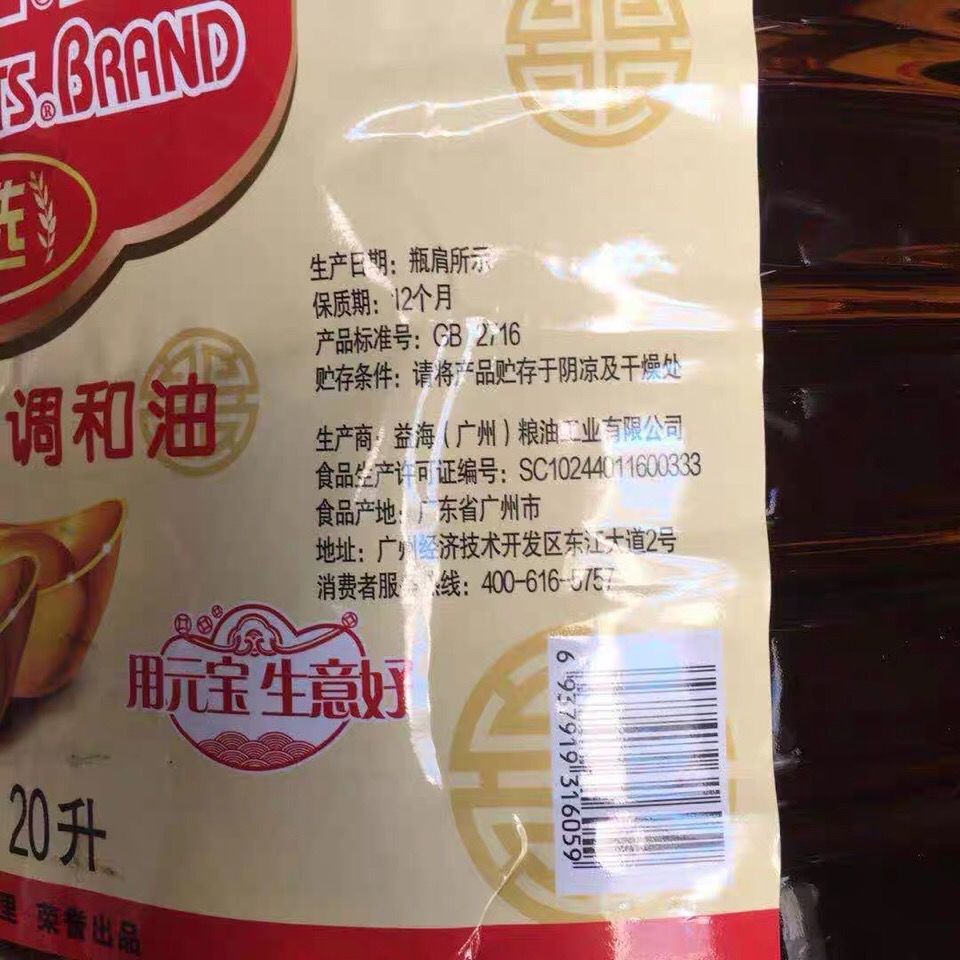 TS.® BRAND
选
生产日期：瓶肩所示
保质期：12个月
产品标准号：GB 2716
贮存条件：请将产品贮存于阴凉及干燥处
调和油
生产商：益海（广州）粮油工业有限公司
食品生产许可证编号：SC10244011600333
食品产地：广东省广州市
地址：广州经济技术开发区东江大道2号
消费者服务热线：400-616-5757
用元宝 生意好
6 937919 316059
20升
里 荣誉出品